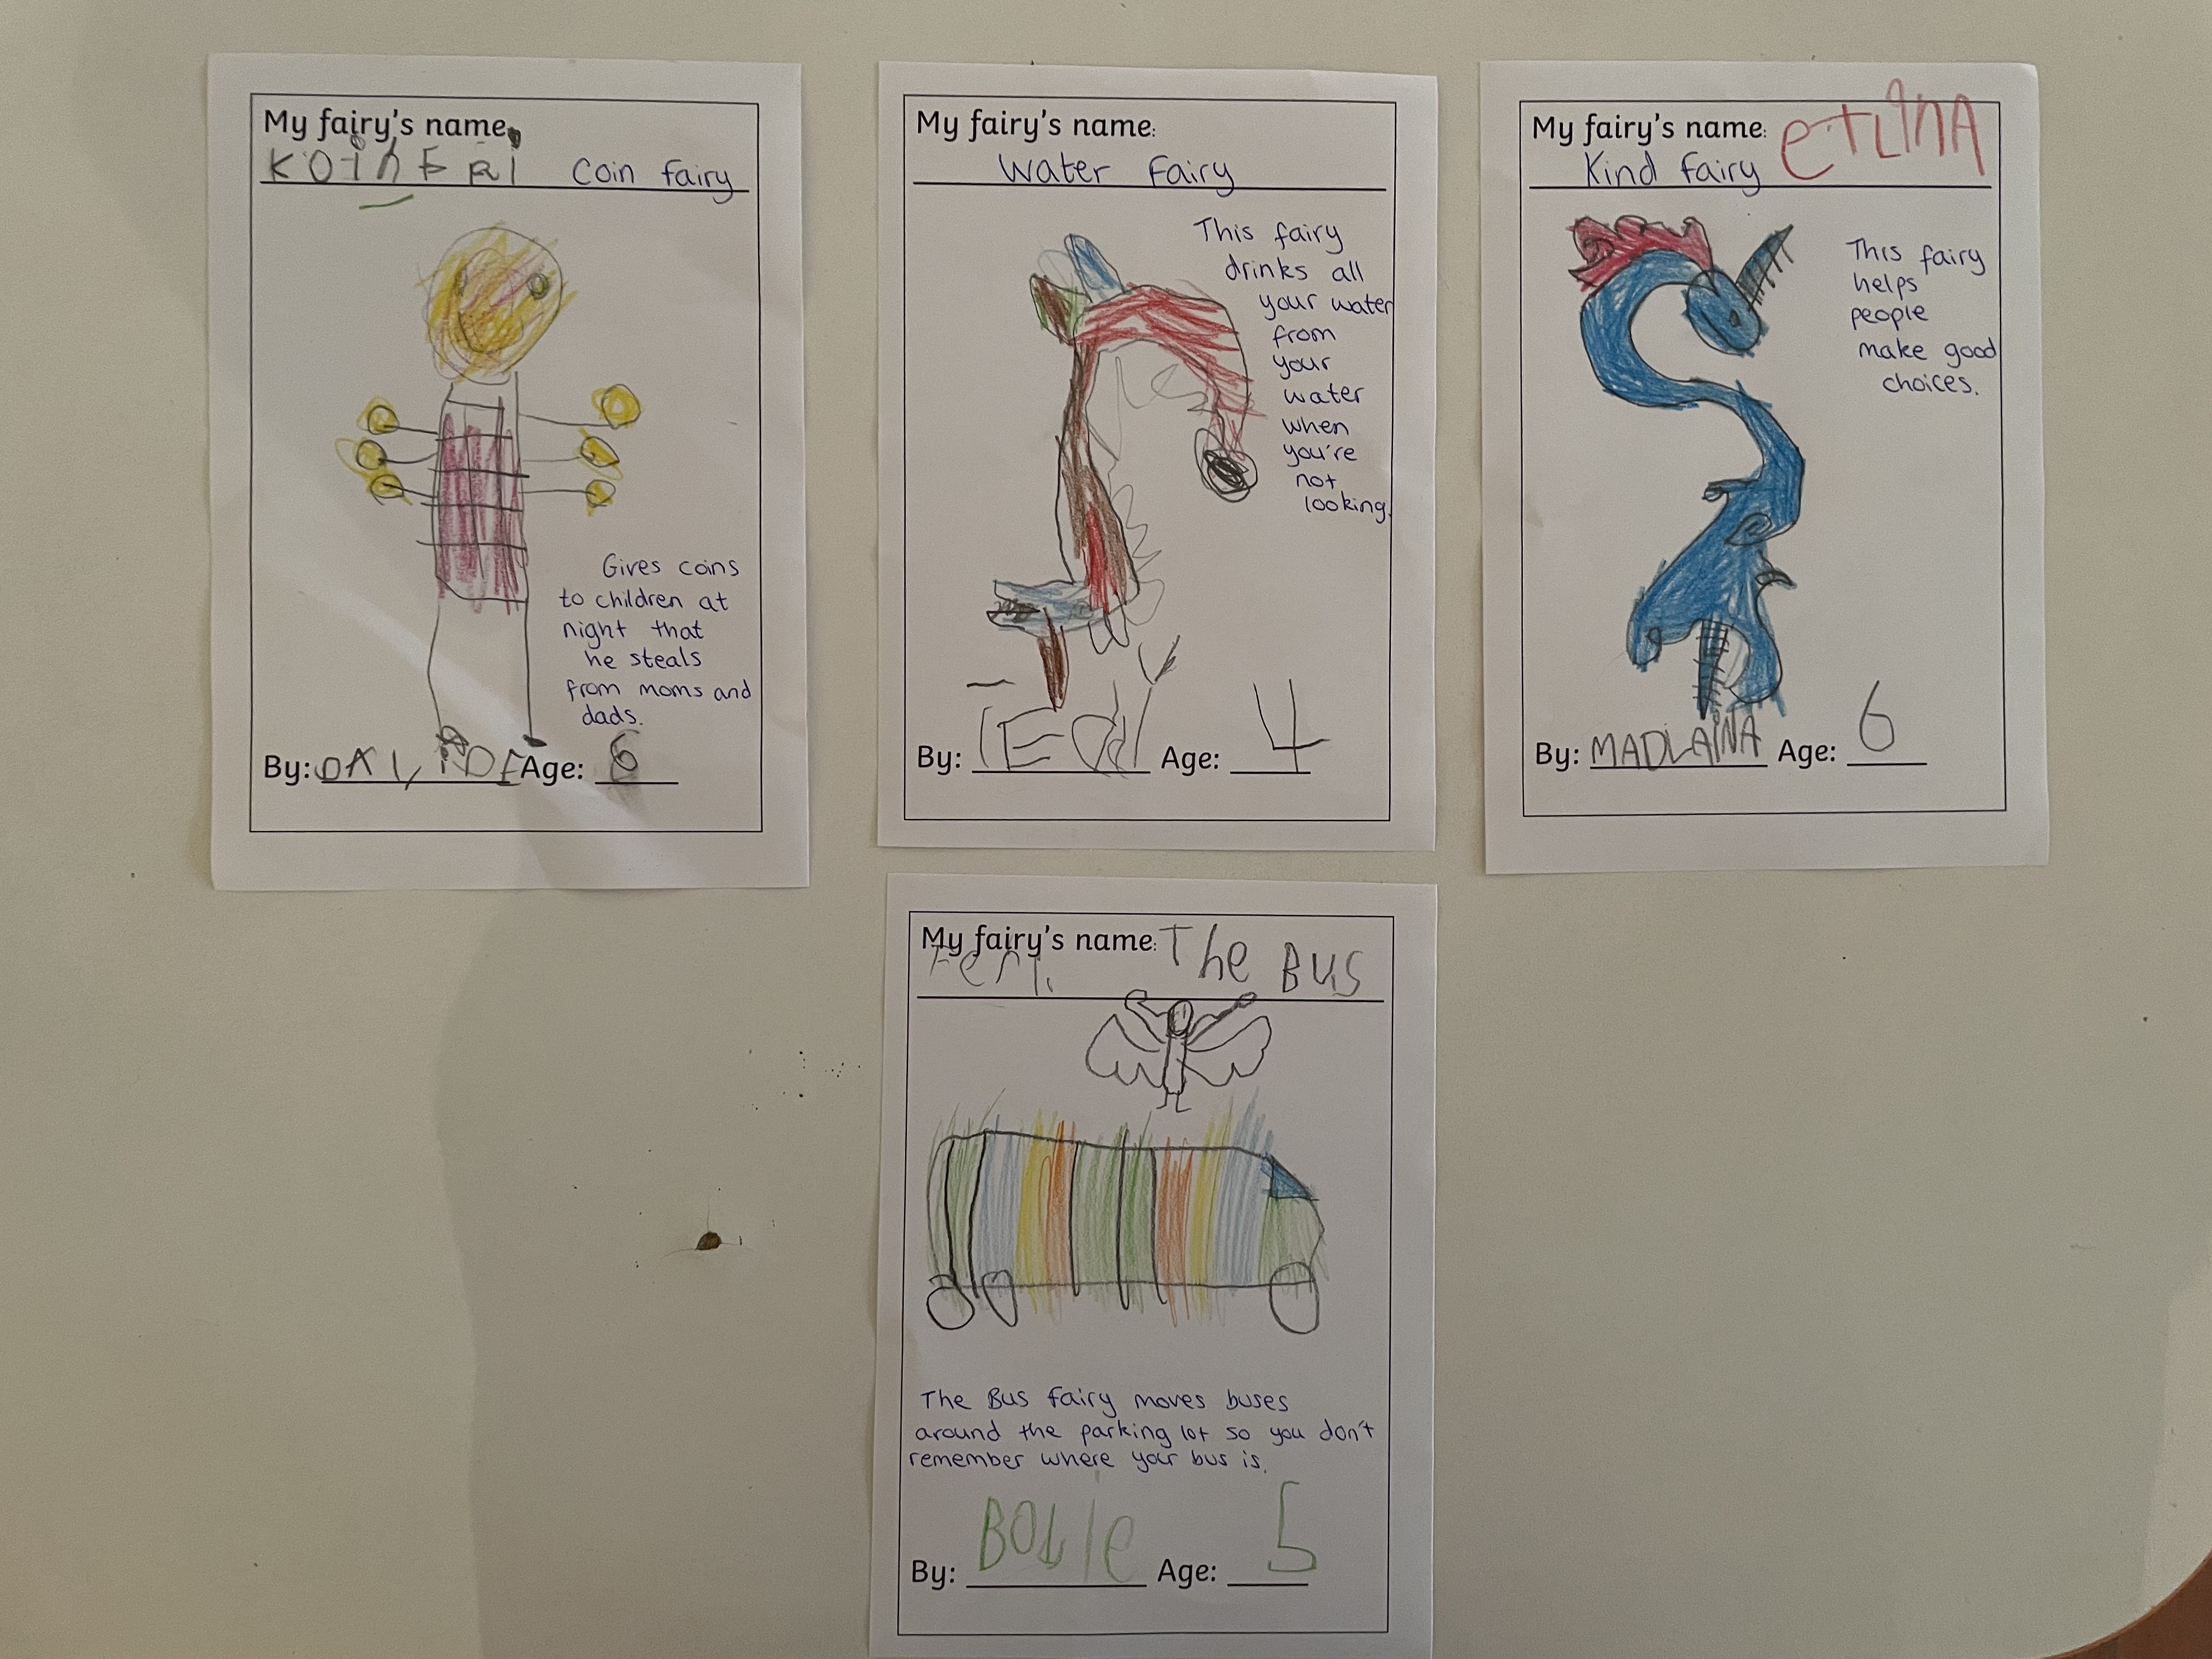 My fairy's name:
KOiNFRi Coin fairy
Gives coins
to children at
night that
he steals
from moms and
dads.
By: Age: 6
My fairy's name:
Water Fairy
This fairy
drinks all
your water
from
your
water
when
you're
not
looking.
By: TEOdl Age: 4
My fairy's name: eTLiNA
Kind fairy
This fairy
helps
people
make good
choices.
By: MADLAiNA Age: 6
My fairy's name: The BUS
Feri
The Bus fairy moves buses
around the parking lot so you don't
remember where your bus is.
By: BOLLie Age: 5